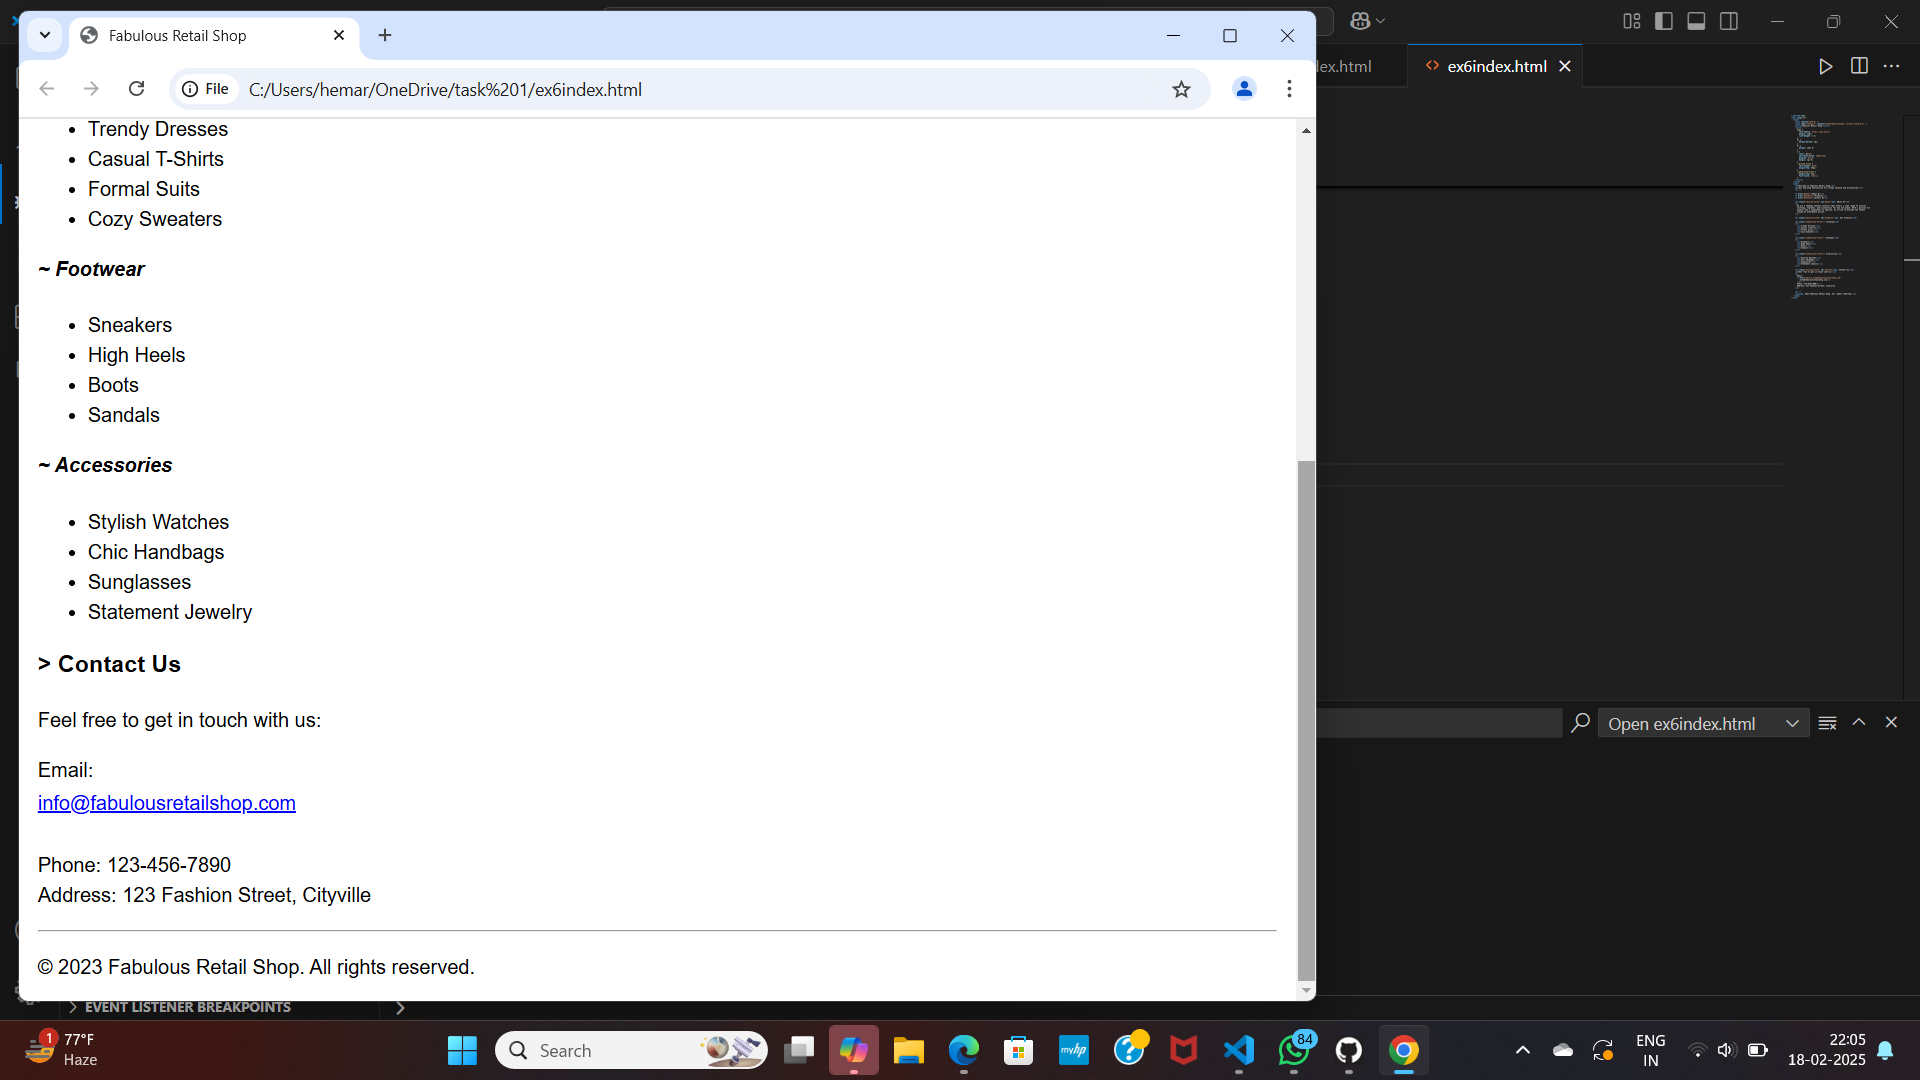 Fabulous Retail Shop
File
C:/Users/hemar/OneDrive/task%201/ex6index.html
lex.html
ex6index.html
Trendy Dresses
Casual T-Shirts
Formal Suits
Cozy Sweaters
~ Footwear
Sneakers
High Heels
Boots
Sandals
~ Accessories
Stylish Watches
Chic Handbags
Sunglasses
Statement Jewelry
> Contact Us
Feel free to get in touch with us:
Email:
info@fabulousretailshop.com
Phone: 123-456-7890
Address: 123 Fashion Street, Cityville
© 2023 Fabulous Retail Shop. All rights reserved.
Open ex6index.html
EVENT LISTENER BREAKPOINTS
1
77°F
Haze
Search
myhp
84
ENG
IN
22:05
18-02-2025